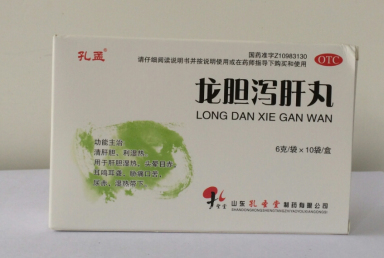 孔孟
国药准字Z10983130
请仔细阅读说明书并按说明使用或在药师指导下购买和使用
OTC
龙胆泻肝丸
LONG DAN XIE GAN WAN
6克/袋×10袋/盒
功能主治:
清肝胆，利湿热。
用于肝胆湿热，头晕目赤，
耳鸣耳聋，胁痛口苦，
尿赤，湿热带下。
山东孔圣堂制药有限公司